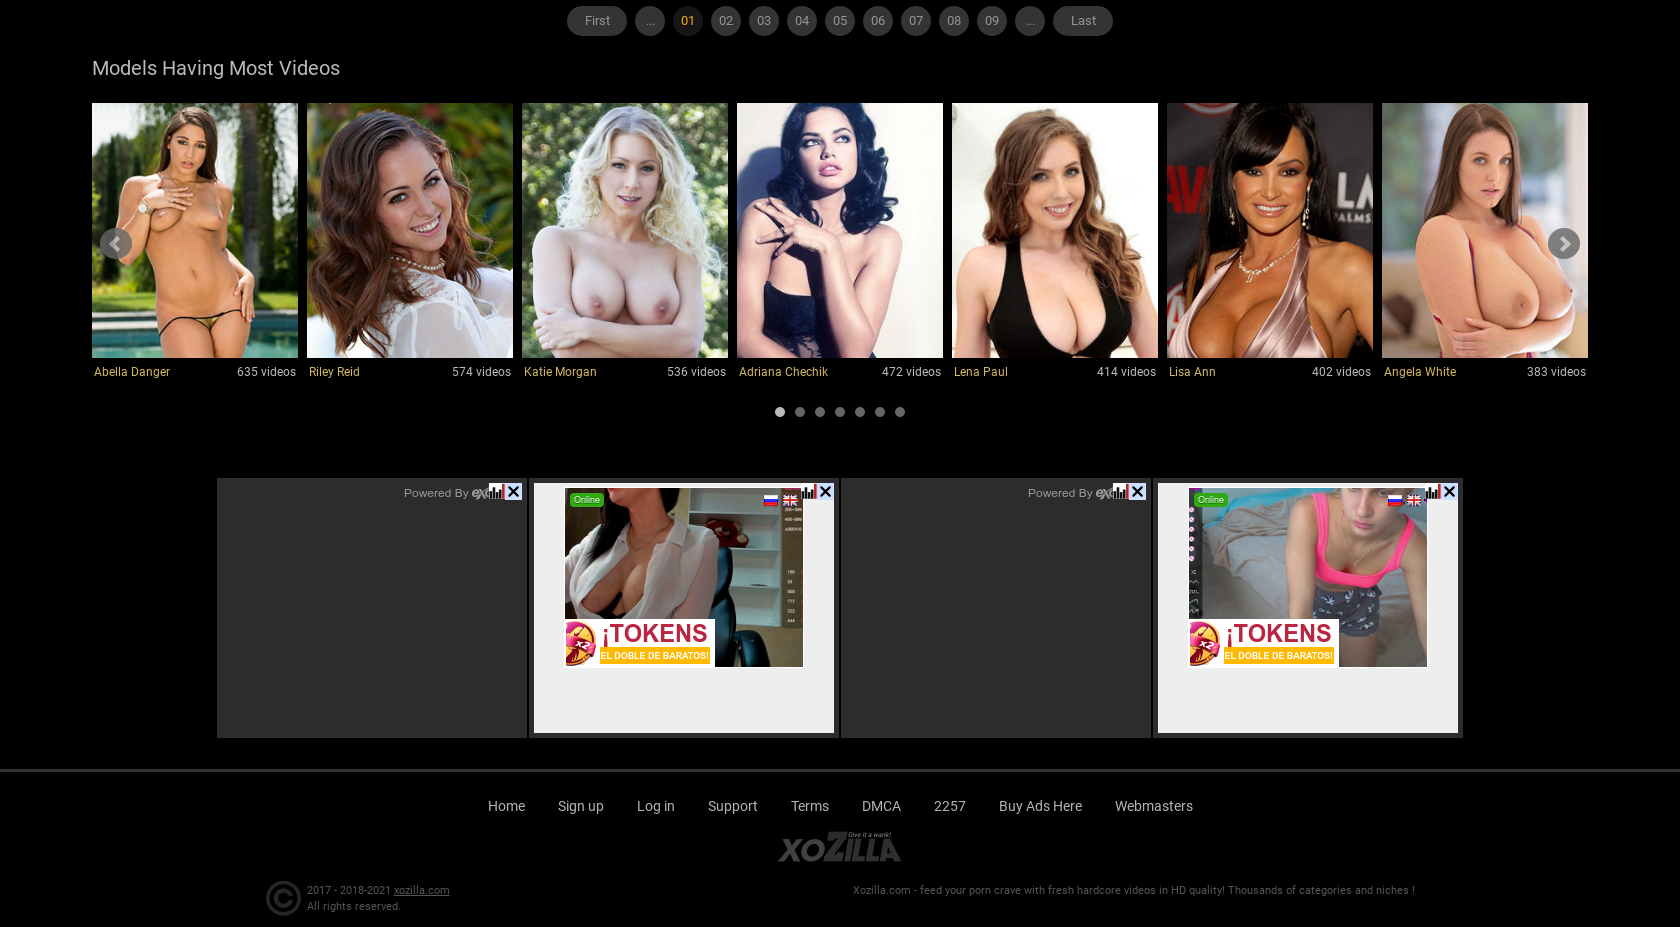 First ... 01 02 03 04 05 06 07 08 09 ... Last
Models Having Most Videos
Abella Danger 635 videos
Riley Reid 574 videos
Katie Morgan 536 videos
Adriana Chechik 472 videos
Lena Paul 414 videos
Lisa Ann 402 videos
Angela White 383 videos
Powered By
Online
¡TOKENS
x2
EL DOBLE DE BARATOS!
Powered By
Online
¡TOKENS
x2
EL DOBLE DE BARATOS!
Home Sign up Log in Support Terms DMCA 2257 Buy Ads Here Webmasters
Give it a wank!
XOZILLA
© 2017 - 2018-2021 xozilla.com
All rights reserved.
Xozilla.com - feed your porn crave with fresh hardcore videos in HD quality! Thousands of categories and niches !